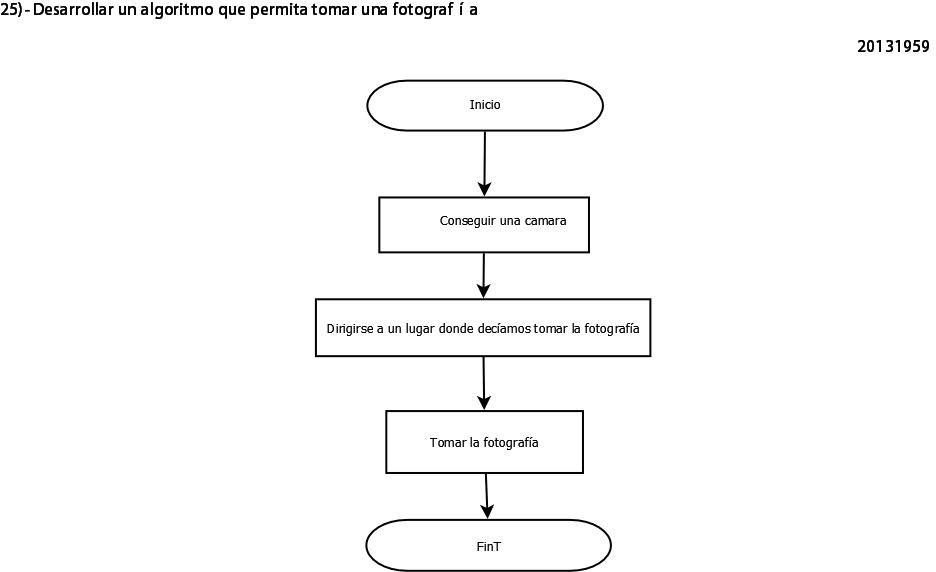 25)-Desarrollar un algoritmo que permita tomar una fotograf í a
20131959
Inicio
Conseguir una camara
Dirigirse a un lugar donde decíamos tomar la fotografía
Tomar la fotografía
FinT